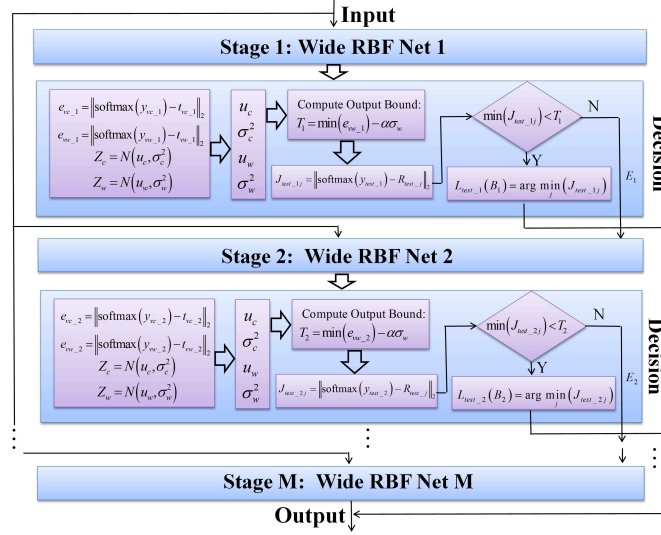 Input
Stage 1: Wide RBF Net 1
e_{vc_1} = ‖softmax(y_{vc_1}) − t_{vc_1}‖_2
e_{vw_1} = ‖softmax(y_{vw_1}) − t_{vw_1}‖_2
Z_c = N(u_c, σ_c^2)
Z_w = N(u_w, σ_w^2)
u_c
σ_c^2
u_w
σ_w^2
Compute Output Bound:
T_1 = min(e_{vw_1}) − ασ_w
J_{test_1j} = ‖softmax(y_{test_1}) − R_{test_j}‖_2
min(J_{test_1j}) < T_1
N
Y
L_{test_1}(B_1) = arg min_j (J_{test_1j})
E_1
Decision
Stage 2: Wide RBF Net 2
e_{vc_2} = ‖softmax(y_{vc_2}) − t_{vc_2}‖_2
e_{vw_2} = ‖softmax(y_{vw_2}) − t_{vw_2}‖_2
Z_c = N(u_c, σ_c^2)
Z_w = N(u_w, σ_w^2)
u_c
σ_c^2
u_w
σ_w^2
Compute Output Bound:
T_2 = min(e_{vw_2}) − ασ_w
J_{test_2j} = ‖softmax(y_{test_2}) − R_{test_j}‖_2
min(J_{test_2j}) < T_2
N
Y
L_{test_2}(B_2) = arg min_j (J_{test_2j})
E_2
Decision
Stage M: Wide RBF Net M
Output